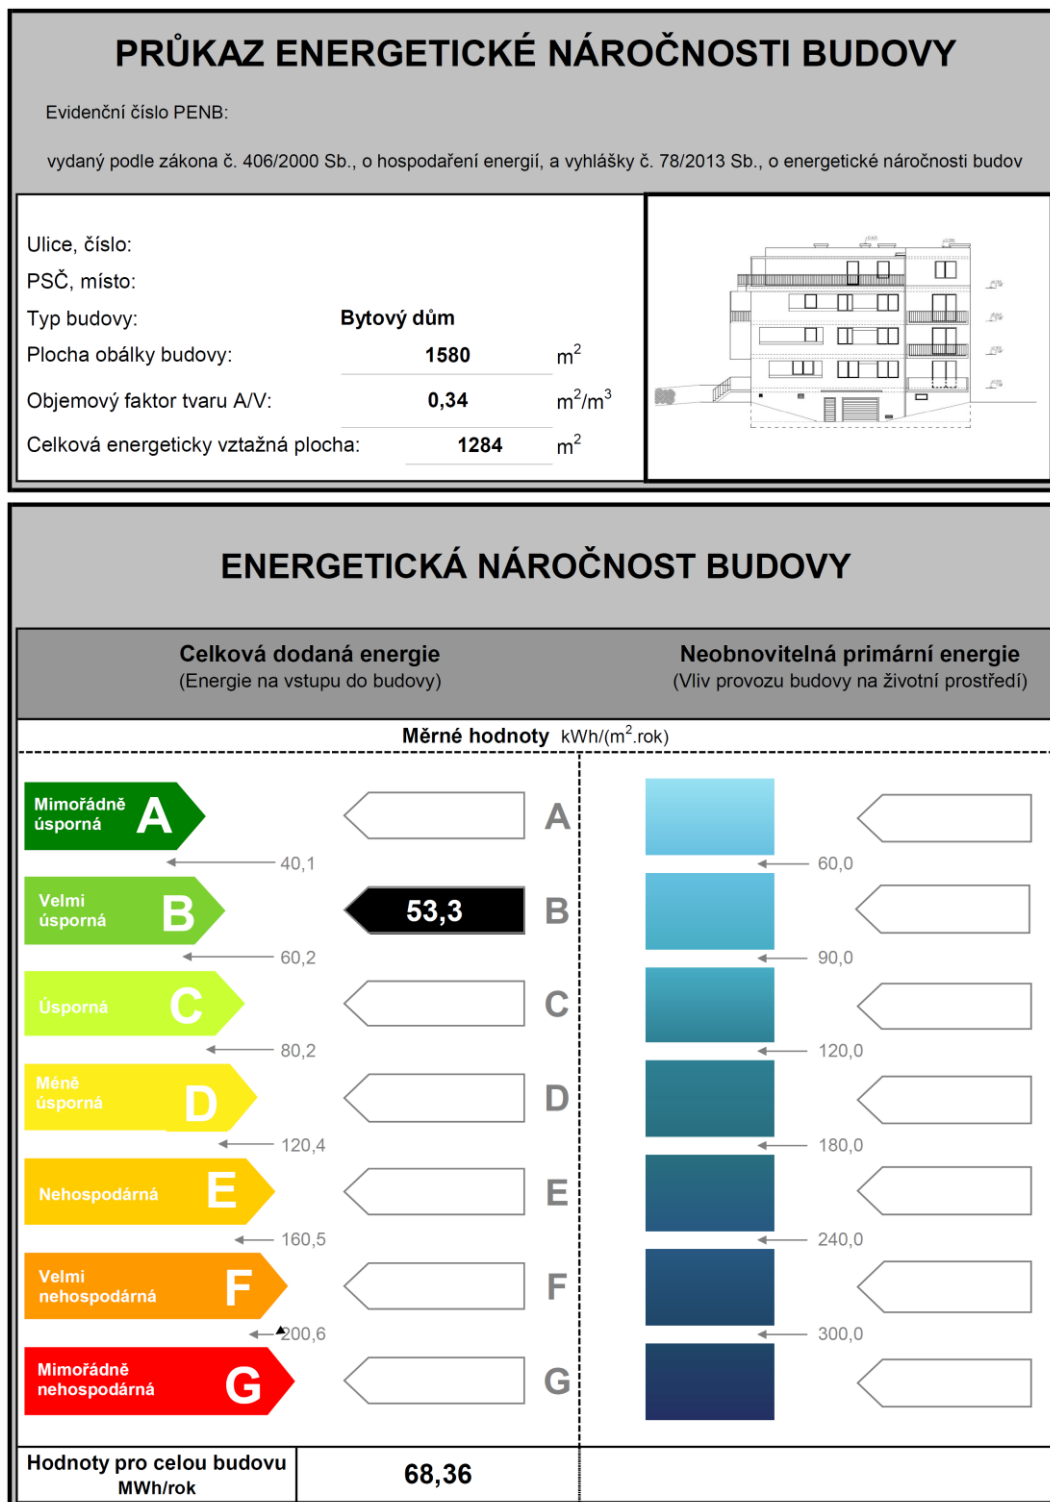 PRŮKAZ ENERGETICKÉ NÁROČNOSTI BUDOVY
Evidenční číslo PENB:
vydaný podle zákona č. 406/2000 Sb., o hospodaření energií, a vyhlášky č. 78/2013 Sb., o energetické náročnosti budov
Ulice, číslo:
PSČ, místo:
Typ budovy: Bytový dům
Plocha obálky budovy: 1580 m²
Objemový faktor tvaru A/V: 0,34 m²/m³
Celková energeticky vztažná plocha: 1284 m²
ENERGETICKÁ NÁROČNOST BUDOVY
Celková dodaná energie
(Energie na vstupu do budovy)
Neobnovitelná primární energie
(Vliv provozu budovy na životní prostředí)
Měrné hodnoty kWh/(m².rok)
Mimořádně
úsporná
A A
40,1 60,0
Velmi
úsporná
B 53,3 B
60,2 90,0
Úsporná C C
80,2 120,0
Méně
úsporná
D D
120,4 180,0
Nehospodárná E E
160,5 240,0
Velmi
nehospodárná
F F
200,6 300,0
Mimořádně
nehospodárná
G G
Hodnoty pro celou budovu
MWh/rok
68,36